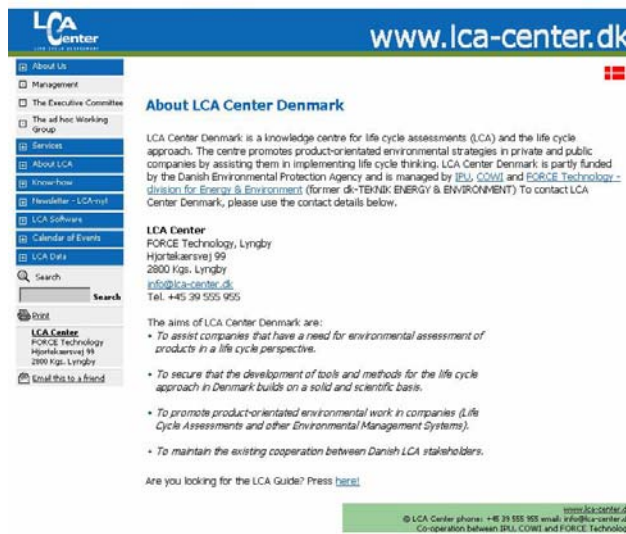 LCA
Center
LIFE CYCLE ASSESSMENT
www.lca-center.dk
About Us
Management
The Executive Committee
The ad hoc Working
Group
Services
About LCA
Know-how
Newsletter - LCA-nyt
LCA Software
Calendar of Events
LCA Data
Search
Search
Print
LCA Center
FORCE Technology
Hjortekærsvej 99
2800 Kgs. Lyngby
Email this to a friend
About LCA Center Denmark
LCA Center Denmark is a knowledge centre for life cycle assessments (LCA) and the life cycle
approach. The centre promotes product-orientated environmental strategies in private and public
companies by assisting them in implementing life cycle thinking. LCA Center Denmark is partly funded
by the Danish Environmental Protection Agency and is managed by IPU, COWI and FORCE Technology -
division for Energy & Environment (former dk-TEKNIK ENERGY & ENVIRONMENT) To contact LCA
Center Denmark, please use the contact details below.
LCA Center
FORCE Technology, Lyngby
Hjortekærsvej 99
2800 Kgs. Lyngby
info@lca-center.dk
Tel. +45 39 555 955
The aims of LCA Center Denmark are:
• To assist companies that have a need for environmental assessment of
products in a life cycle perspective.
• To secure that the development of tools and methods for the life cycle
approach in Denmark builds on a solid and scientific basis.
• To promote product-orientated environmental work in companies (Life
Cycle Assessments and other Environmental Management Systems).
• To maintain the existing cooperation between Danish LCA stakeholders.
Are you looking for the LCA Guide? Press here!
www.lca-center.d
© LCA Center phone: +45 39 555 955 email: info@lca-center.d
Co-operation between IPU, COWI and FORCE Technolog